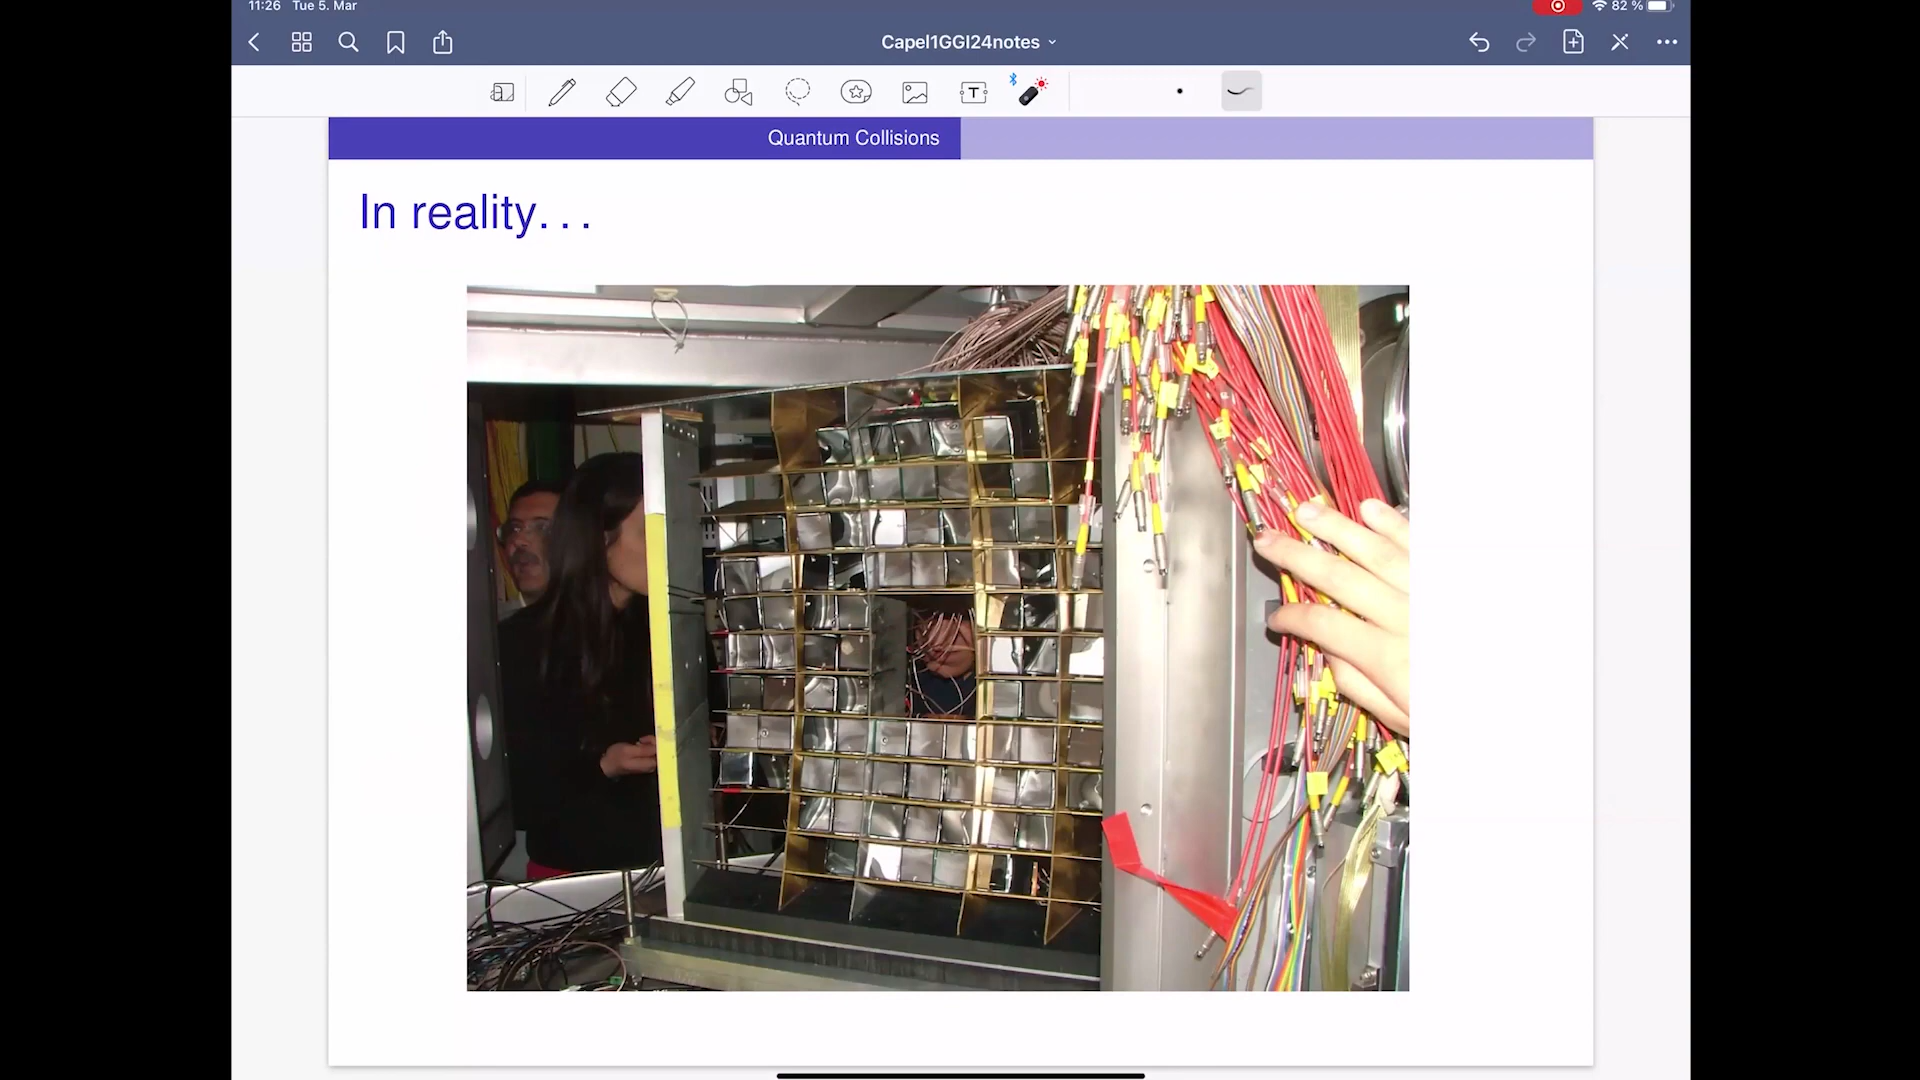 11:26 Tue 5. Mar
82 %
Capel1GGI24notes
T
Quantum Collisions
In reality...